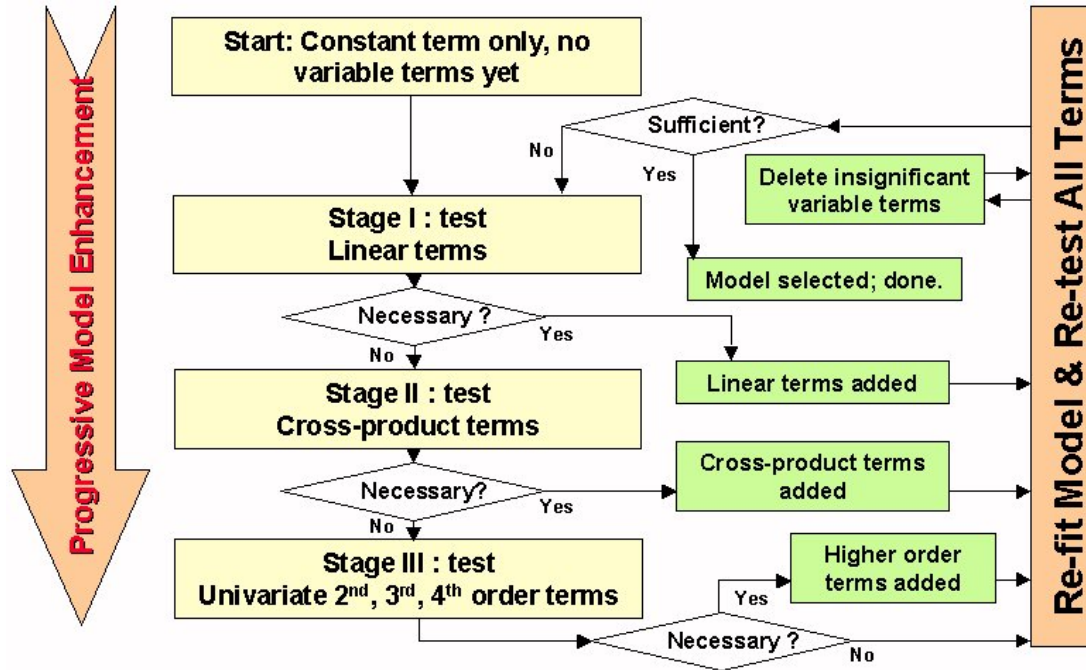 Progressive Model Enhancement
Start: Constant term only, no
variable terms yet
Sufficient?
No
Yes
Delete insignificant
variable terms
Stage I : test
Linear terms
Model selected; done.
Necessary ?
Yes
No
Linear terms added
Stage II : test
Cross-product terms
Cross-product terms
added
Necessary?
Yes
No
Stage III : test
Univariate 2nd, 3rd, 4th order terms
Higher order
terms added
Yes
Necessary ?
No
Re-fit Model & Re-test All Terms